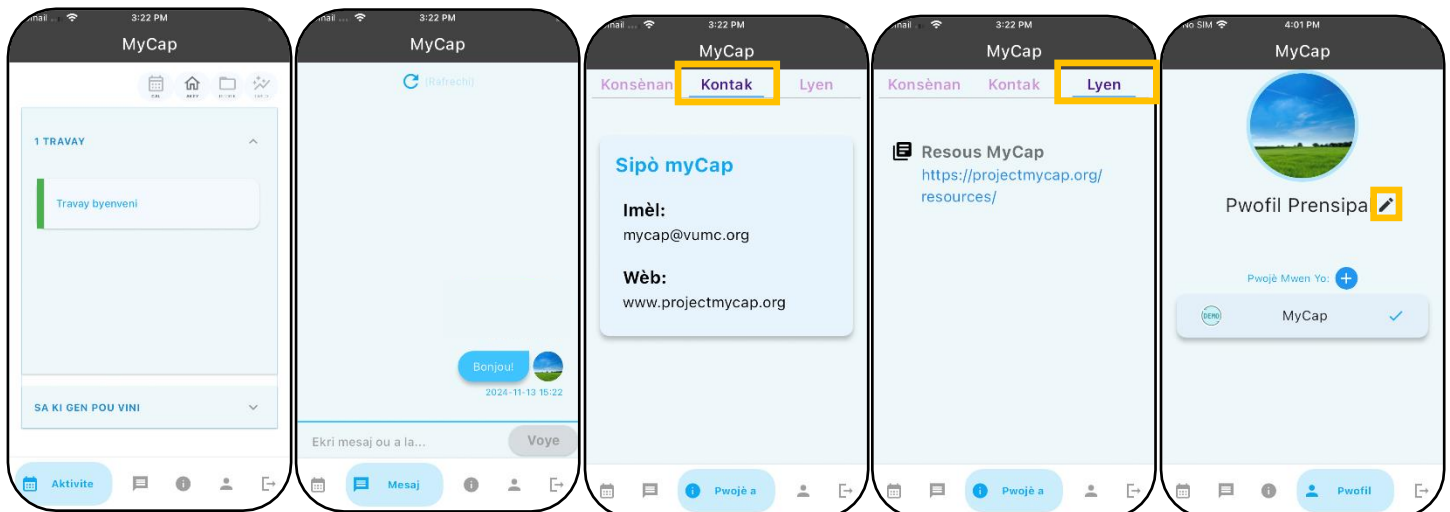 3:22 PM
MyCap
1 TRAVAY
Travay byenveni
SA KI GEN POU VINI
Aktivite
3:22 PM
MyCap
(Rafrechi)
Bonjou!
2024-11-13 15:22
Ekri mesaj ou a la...
Voye
Mesaj
3:22 PM
MyCap
Konsènan Kontak Lyen
Sipò myCap
Imèl:
mycap@vumc.org
Wèb:
www.projectmycap.org
Pwojè a
3:22 PM
MyCap
Konsènan Kontak Lyen
Resous MyCap
https://projectmycap.org/
resources/
Pwojè a
No SIM 4:01 PM
MyCap
Pwofil Prensipa
Pwojè Mwen Yo:
DEMO
MyCap
Pwofil